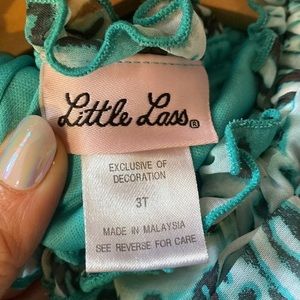 Little Lass ®
EXCLUSIVE OF
DECORATION
3T
MADE IN MALAYSIA
SEE REVERSE FOR CARE